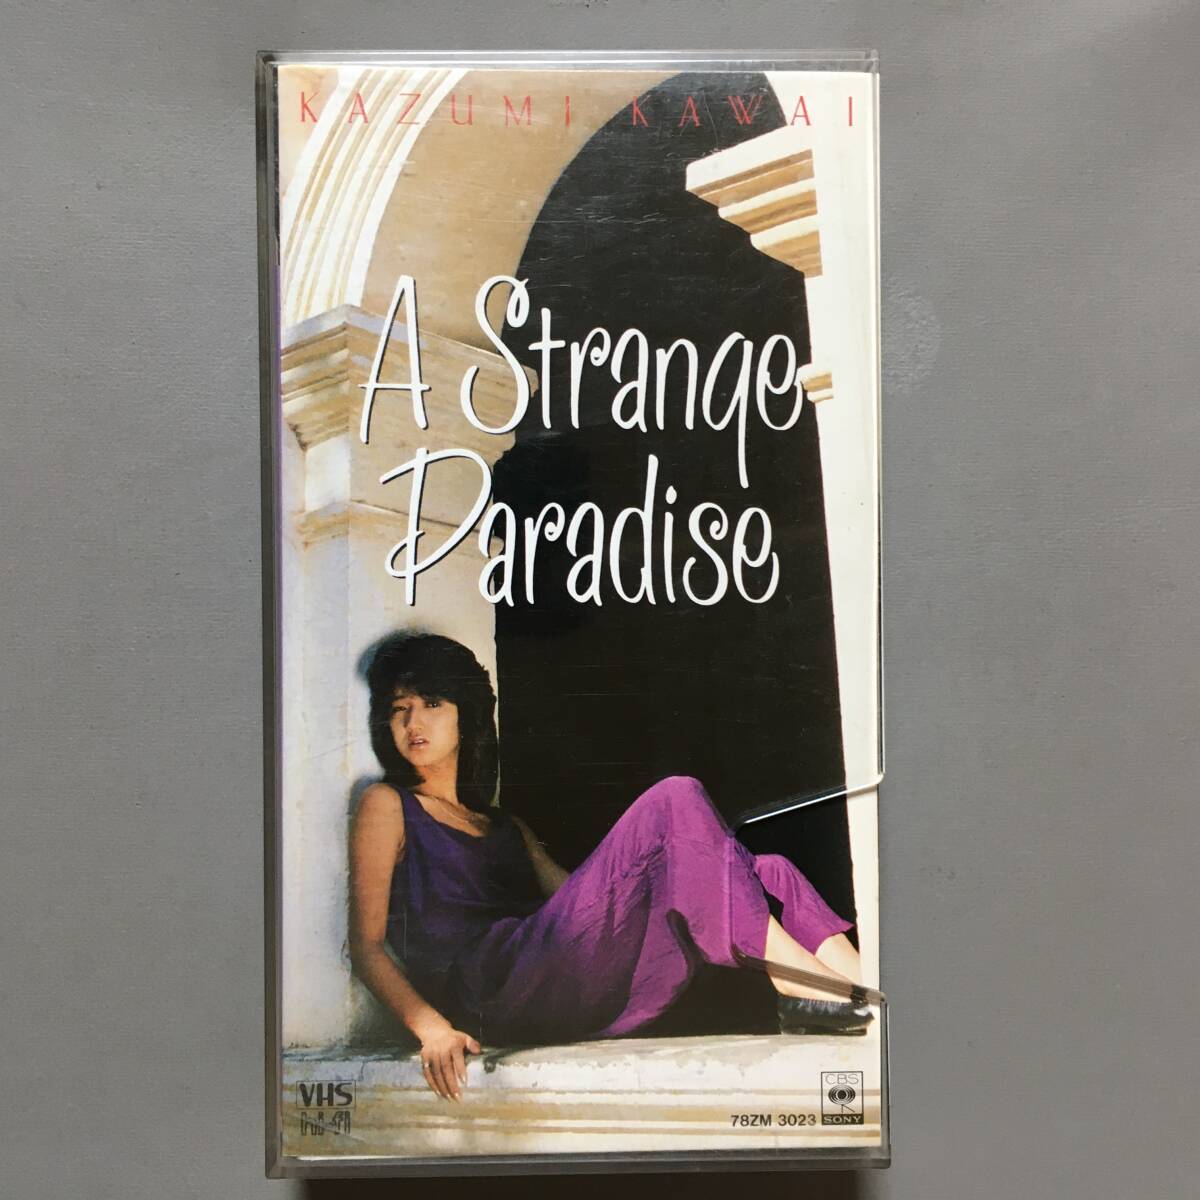 KAZUMI KAWAI
A Strange
Paradise
VHS
Hi-Fi
78ZM 3023
CBS
SONY